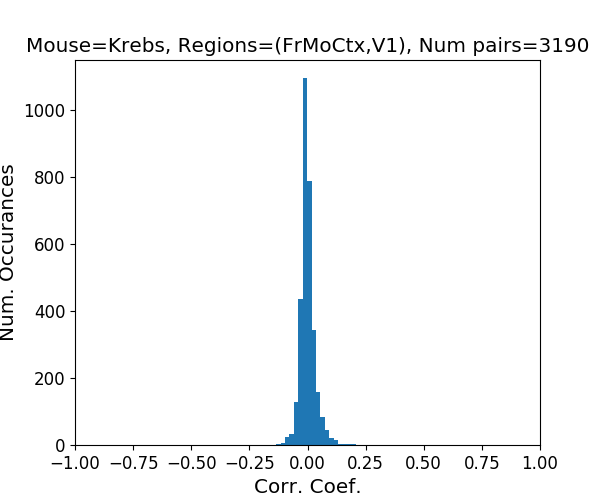 Mouse=Krebs, Regions=(FrMoCtx,V1), Num pairs=3190
Num. Occurances
1000
800
600
400
200
0
−1.00 −0.75 −0.50 −0.25 0.00 0.25 0.50 0.75 1.00
Corr. Coef.